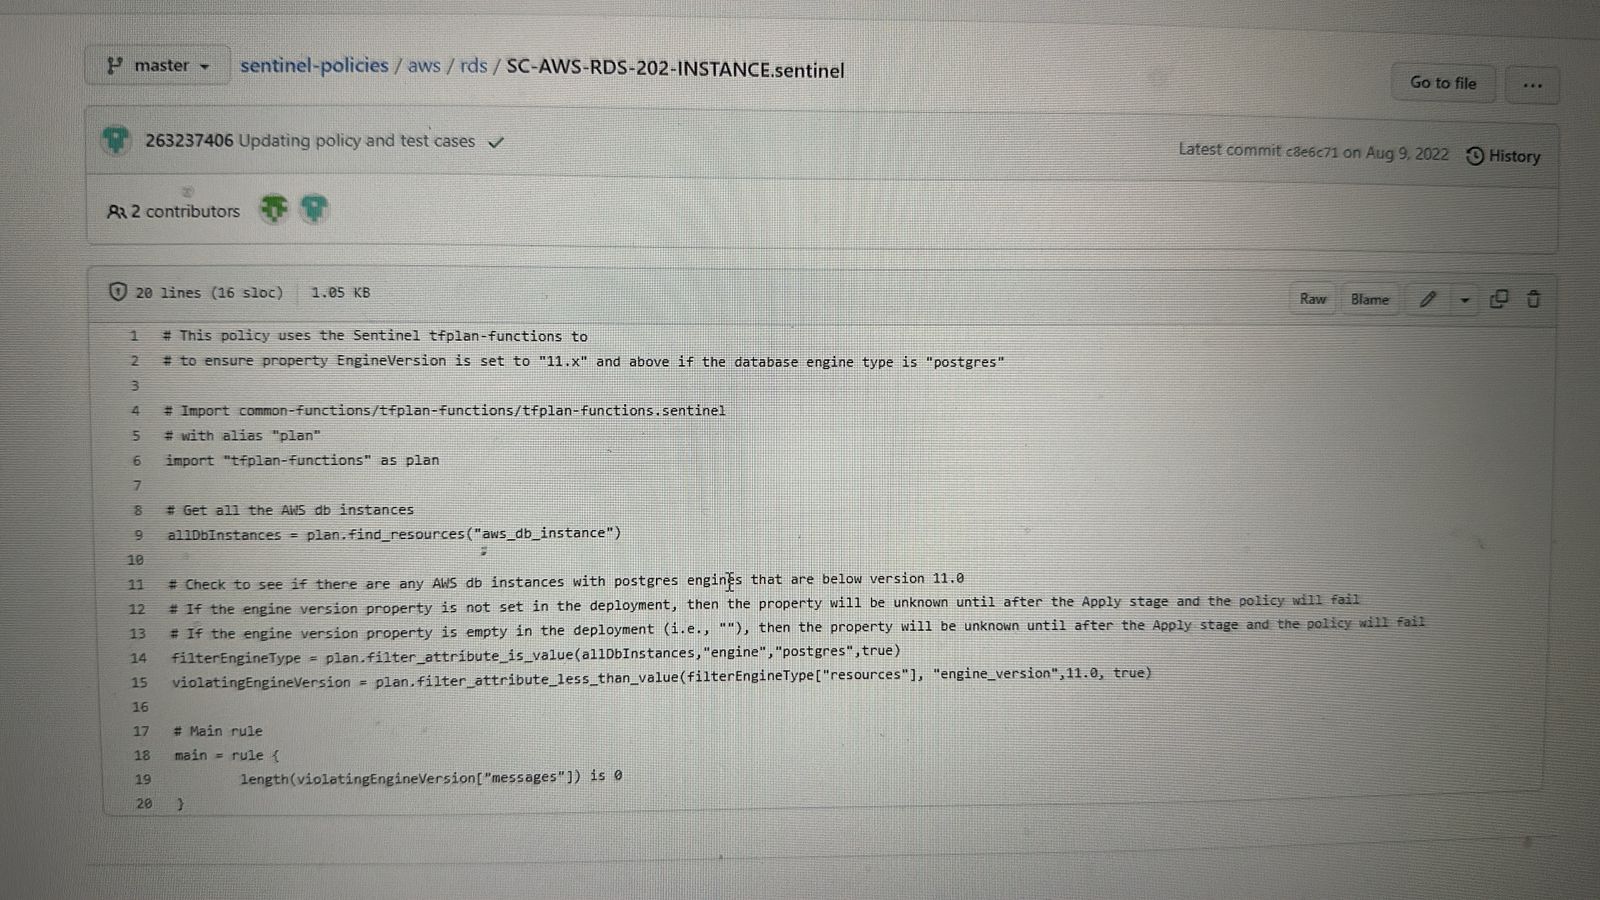 master sentinel-policies / aws / rds / SC-AWS-RDS-202-INSTANCE.sentinel
Go to file ...
263237406 Updating policy and test cases
Latest commit c8e6c71 on Aug 9, 2022 History
2 contributors
20 lines (16 sloc) 1.05 KB
Raw Blame
1 # This policy uses the Sentinel tfplan-functions to
2 # to ensure property EngineVersion is set to "11.x" and above if the database engine type is "postgres"
3
4 # Import common-functions/tfplan-functions/tfplan-functions.sentinel
5 # with alias "plan"
6 import "tfplan-functions" as plan
7
8 # Get all the AWS db instances
9 allDbInstances = plan.find_resources("aws_db_instance")
10
11 # Check to see if there are any AWS db instances with postgres engines that are below version 11.0
12 # If the engine version property is not set in the deployment, then the property will be unknown until after the Apply stage and the policy will fail
13 # If the engine version property is empty in the deployment (i.e., ""), then the property will be unknown until after the Apply stage and the policy will fail
14 filterEngineType = plan.filter_attribute_is_value(allDbInstances,"engine","postgres",true)
15 violatingEngineVersion = plan.filter_attribute_less_than_value(filterEngineType["resources"], "engine_version",11.0, true)
16
17 # Main rule
18 main = rule {
19 length(violatingEngineVersion["messages"]) is 0
20 }